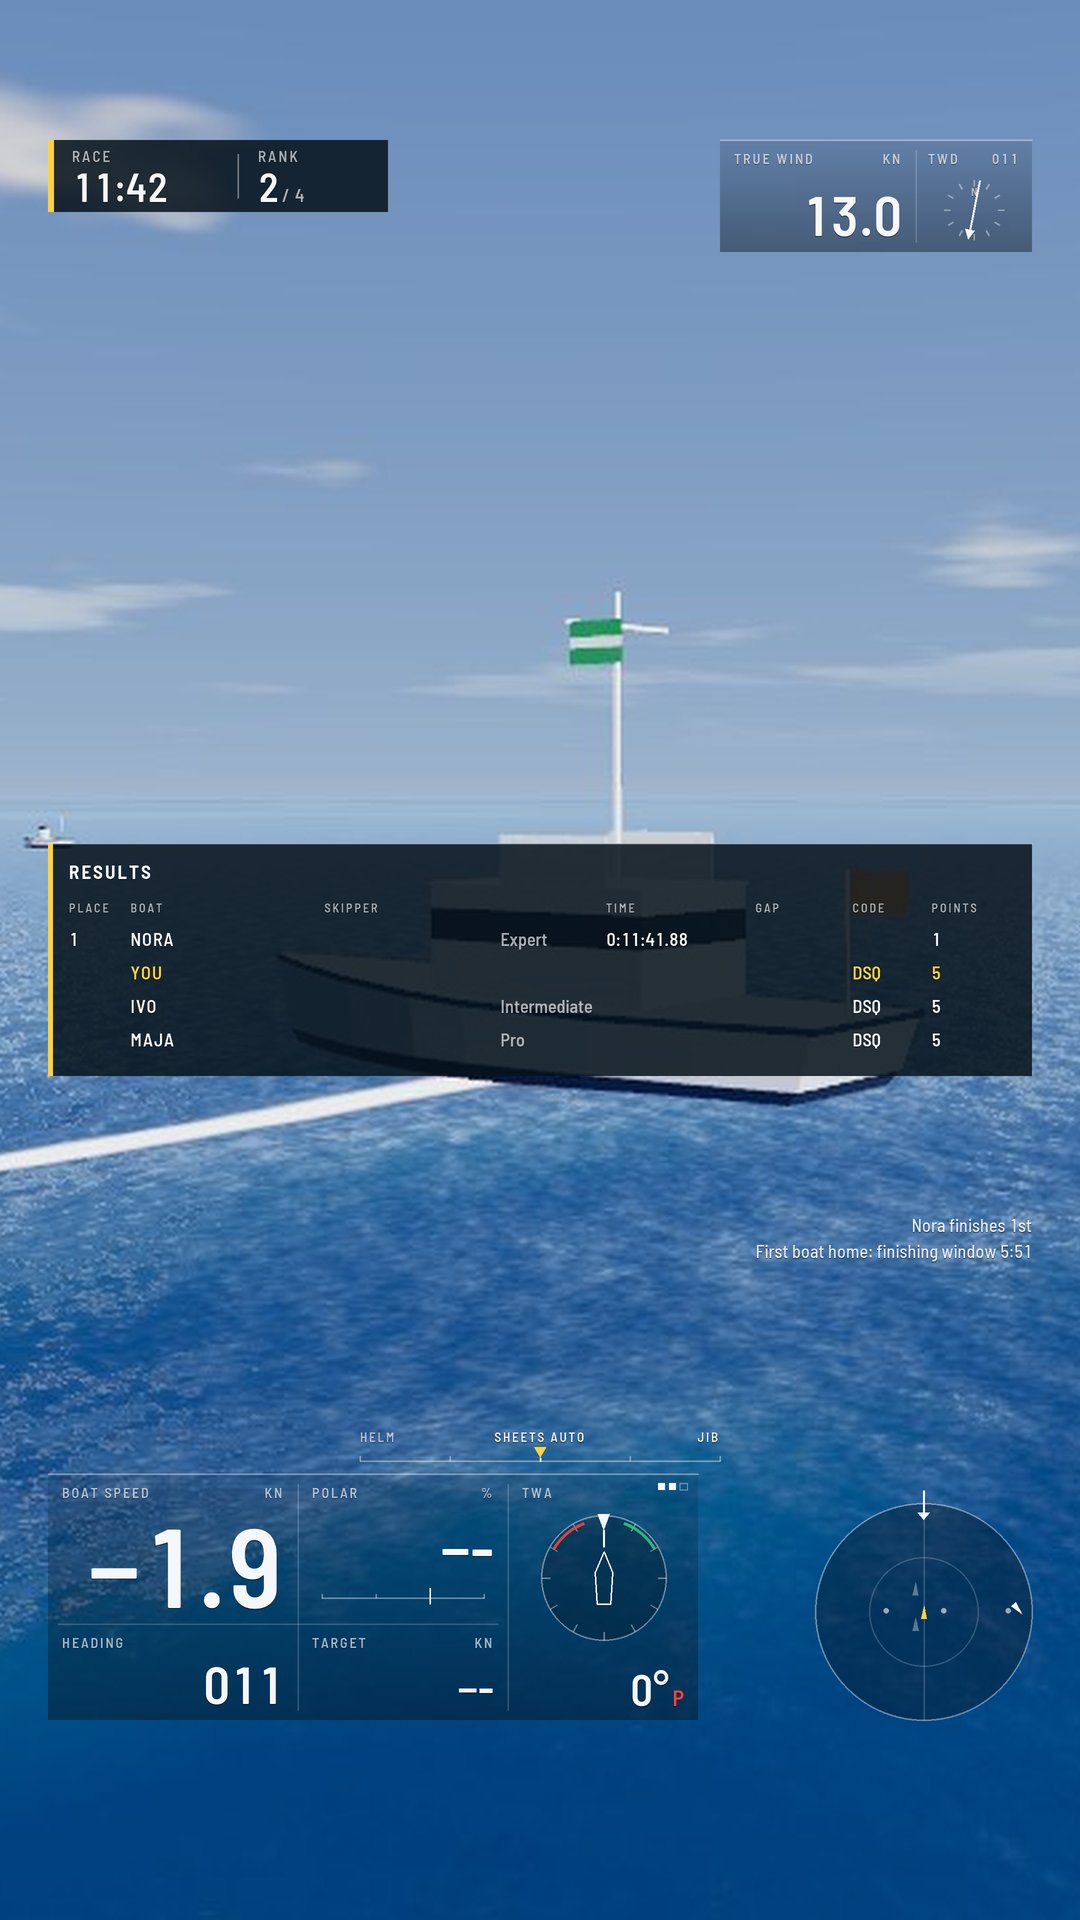 RACE RANK
11:42 2 / 4
TRUE WIND KN TWD 011
N
13.0
RESULTS
PLACE BOAT SKIPPER TIME GAP CODE POINTS
1 NORA Expert 0:11:41.88 1
YOU DSQ 5
IVO Intermediate DSQ 5
MAJA Pro DSQ 5
Nora finishes 1st
First boat home: finishing window 5:51
HELM SHEETS AUTO JIB
BOAT SPEED KN POLAR % TWA
−1.9 --
HEADING TARGET KN
011 -- 0° P